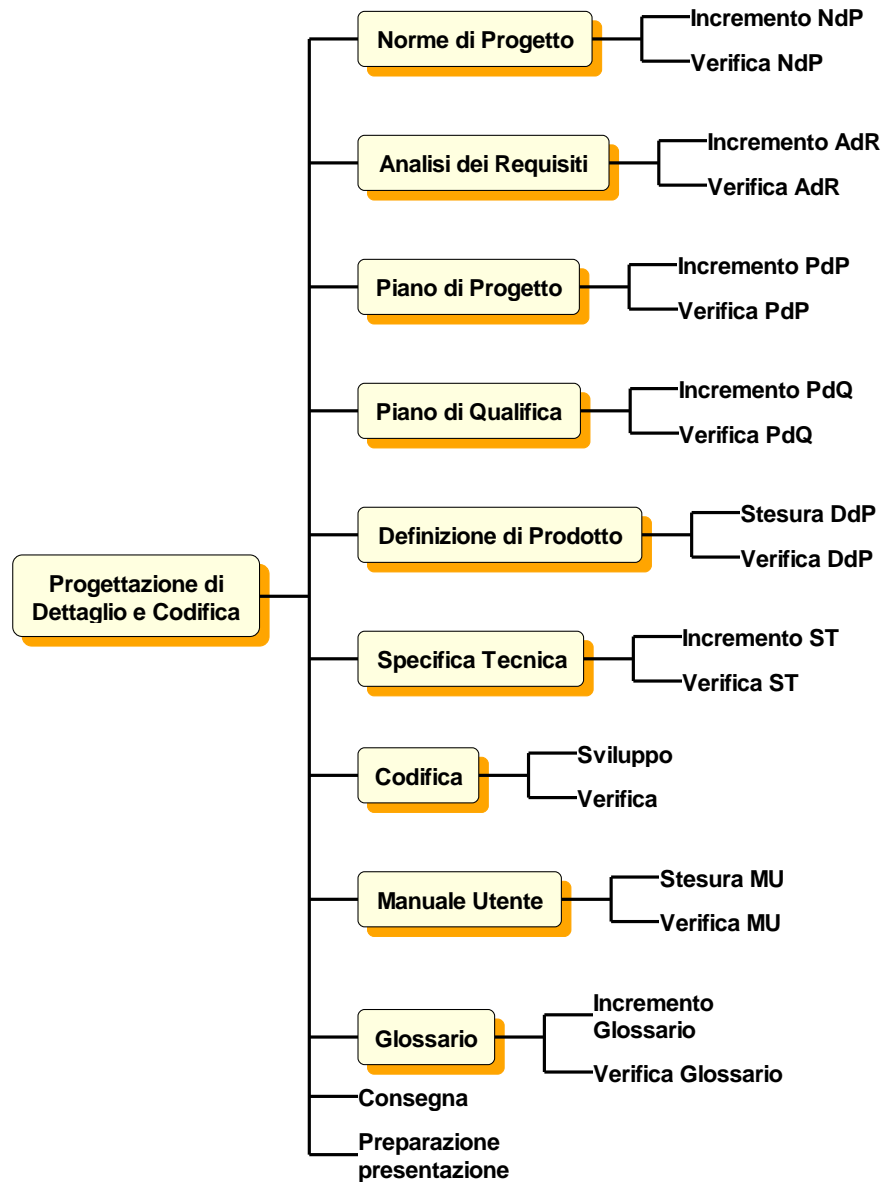 Norme di Progetto
Incremento NdP
Verifica NdP
Analisi dei Requisiti
Incremento AdR
Verifica AdR
Piano di Progetto
Incremento PdP
Verifica PdP
Piano di Qualifica
Incremento PdQ
Verifica PdQ
Definizione di Prodotto
Stesura DdP
Verifica DdP
Progettazione di
Dettaglio e Codifica
Specifica Tecnica
Incremento ST
Verifica ST
Codifica
Sviluppo
Verifica
Manuale Utente
Stesura MU
Verifica MU
Glossario
Incremento
Glossario
Verifica Glossario
Consegna
Preparazione
presentazione